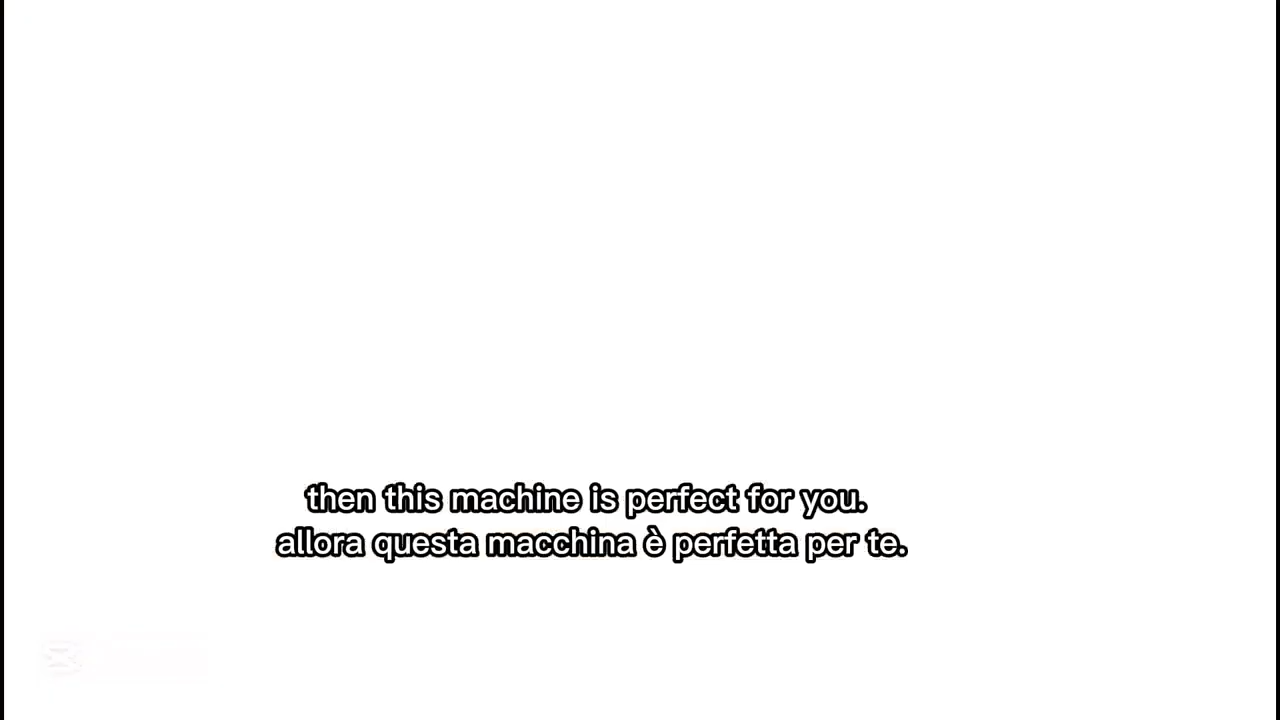 then this machine is perfect for you.
allora questa macchina è perfetta per te.